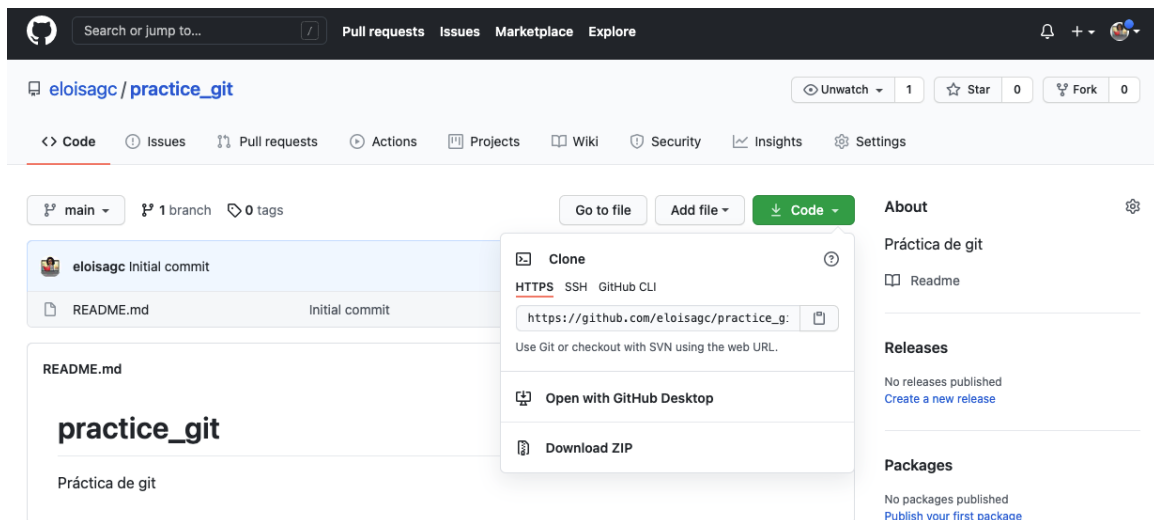 Search or jump to... /
Pull requests Issues Marketplace Explore
eloisagc / practice_git
Unwatch 1 Star 0 Fork 0
Code Issues Pull requests Actions Projects Wiki Security Insights Settings
main 1 branch 0 tags
Go to file Add file Code
eloisagc Initial commit
README.md Initial commit
Clone
HTTPS SSH GitHub CLI
https://github.com/eloisagc/practice_g
Use Git or checkout with SVN using the web URL.
Open with GitHub Desktop
Download ZIP
README.md
practice_git
Práctica de git
About
Práctica de git
Readme
Releases
No releases published
Create a new release
Packages
No packages published
Publish your first package